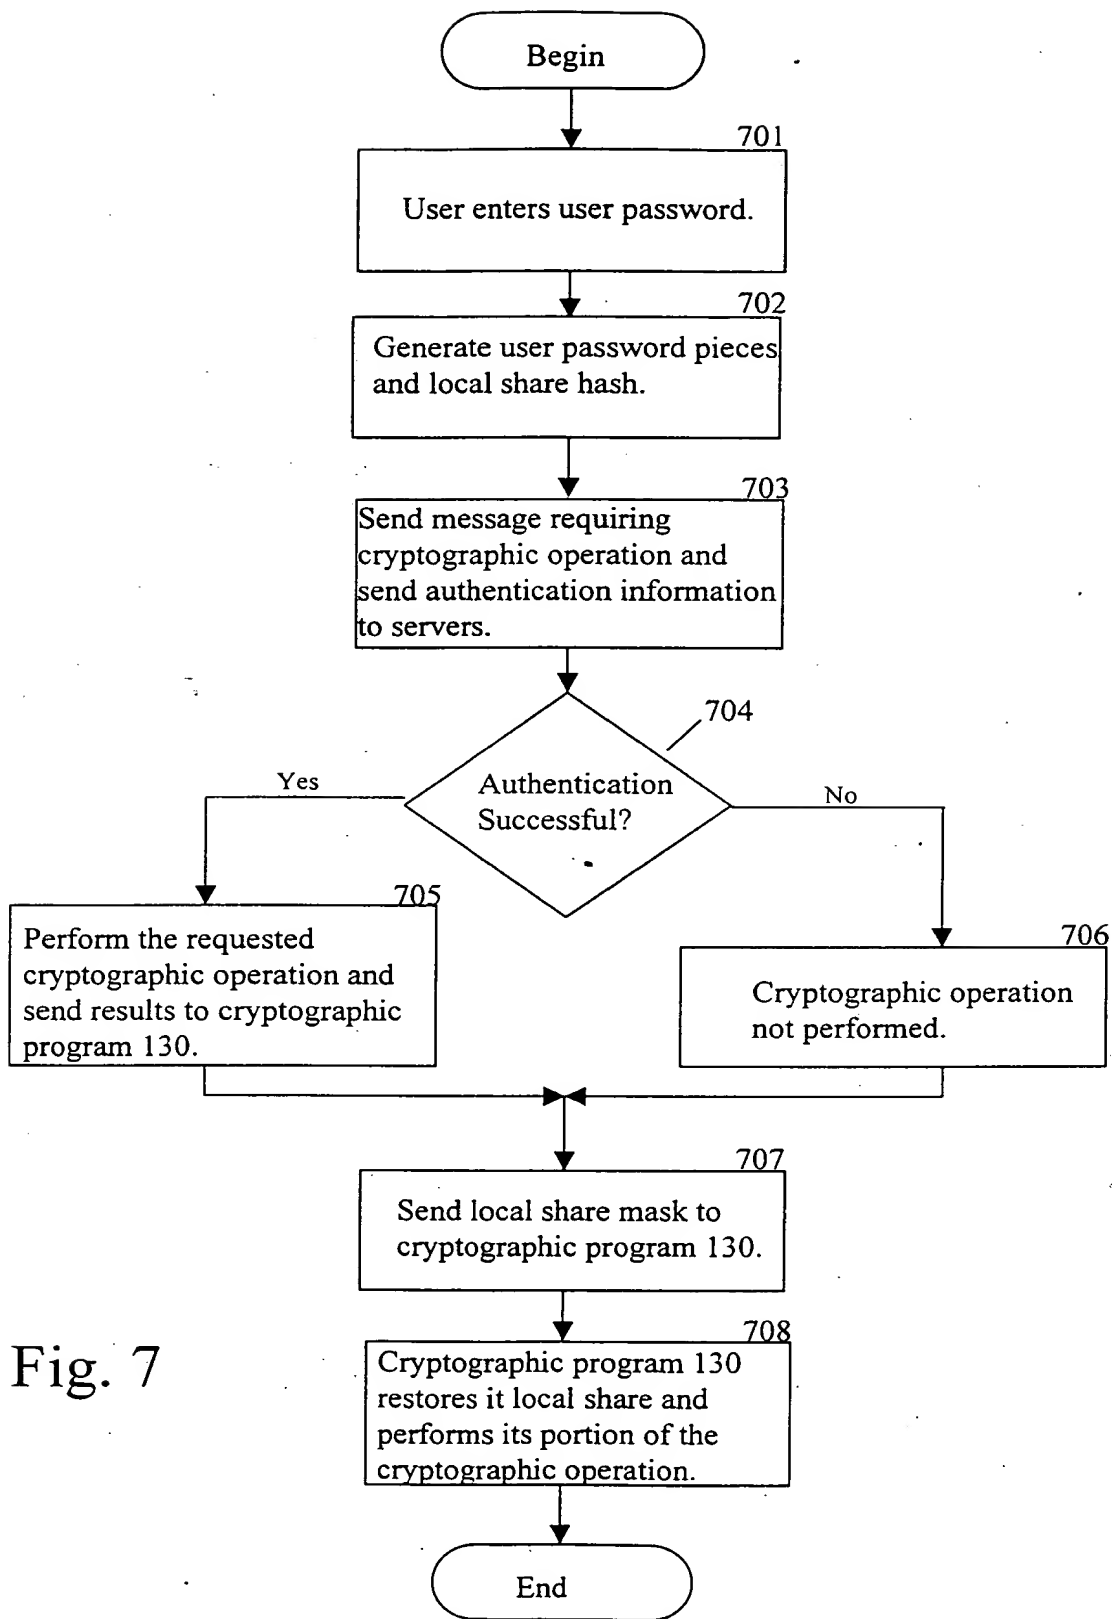 Begin
701
User enters user password.
702
Generate user password pieces
and local share hash.
703
Send message requiring
cryptographic operation and
send authentication information
to servers.
704
Authentication
Successful?
Yes
No
705
Perform the requested
cryptographic operation and
send results to cryptographic
program 130.
706
Cryptographic operation
not performed.
707
Send local share mask to
cryptographic program 130.
708
Cryptographic program 130
restores it local share and
performs its portion of the
cryptographic operation.
Fig. 7
End